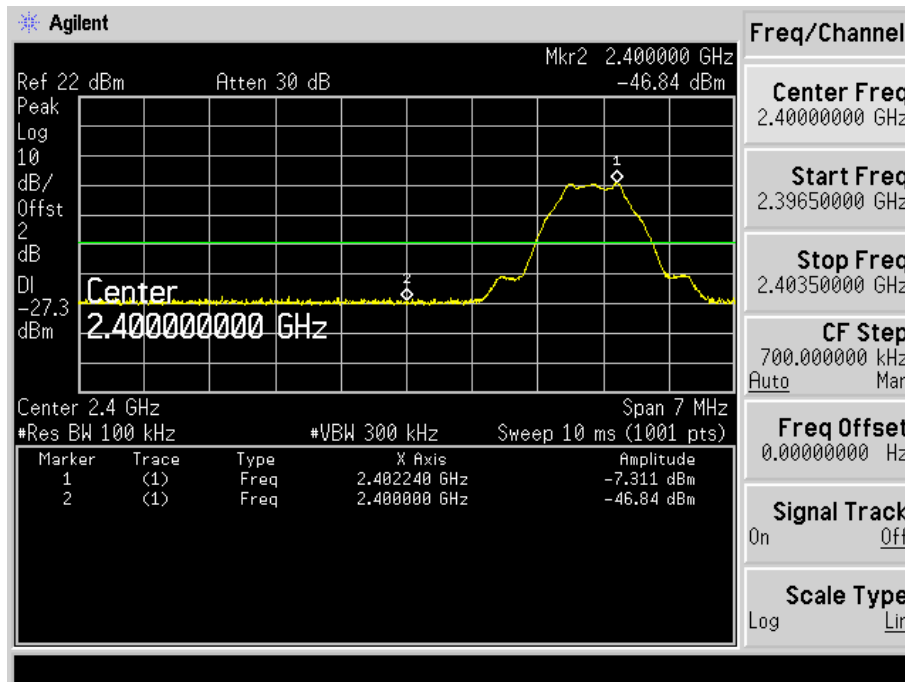 Agilent
Freq/Channel
Mkr2 2.400000 GHz
Ref 22 dBm Atten 30 dB -46.84 dBm
Peak
Log
10
dB/
Offst
2
dB
DI
-27.3
dBm
1
2
Center
2.400000000 GHz
Center 2.4 GHz Span 7 MHz
#Res BW 100 kHz #VBW 300 kHz Sweep 10 ms (1001 pts)
Marker Trace Type X Axis Amplitude
1 (1) Freq 2.402240 GHz -7.311 dBm
2 (1) Freq 2.400000 GHz -46.84 dBm
Center Freq
2.40000000 GHz
Start Freq
2.39650000 GHz
Stop Freq
2.40350000 GHz
CF Step
700.000000 kHz
Auto Man
Freq Offset
0.00000000 Hz
Signal Track
On Off
Scale Type
Log Lin